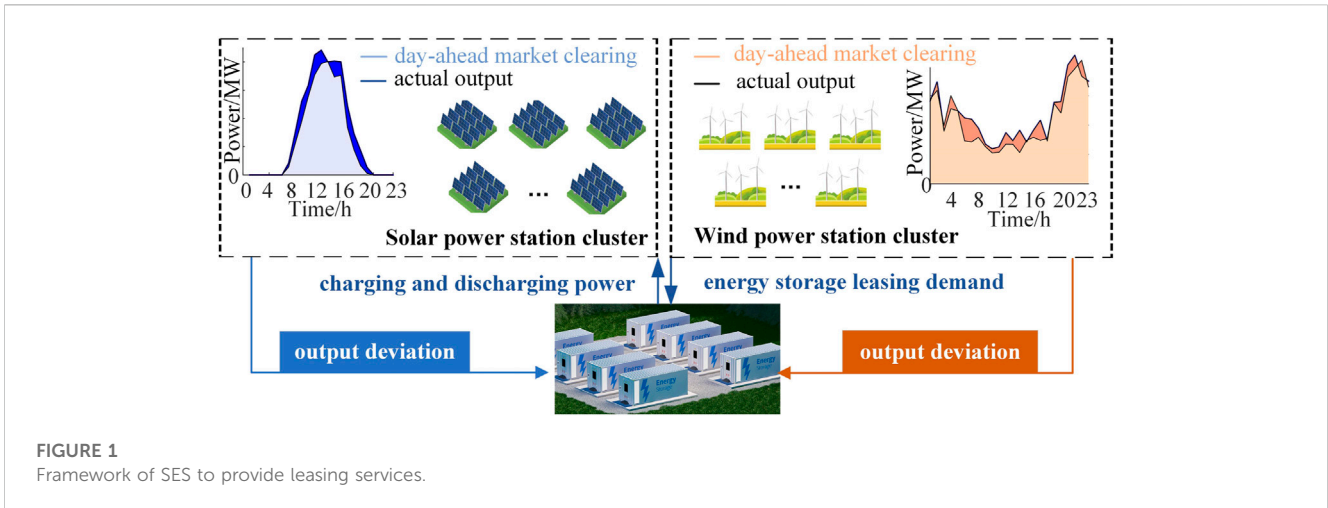 day-ahead market clearing
actual output
Power/MW
0
0 4 8 12 16 20 23
Time/h
...
Solar power station cluster
day-ahead market clearing
actual output
Power/MW
0
4 8 12 16 2023
Time/h
...
Wind power station cluster
charging and discharging power
energy storage leasing demand
output deviation
output deviation
Energy
Storage
FIGURE 1
Framework of SES to provide leasing services.